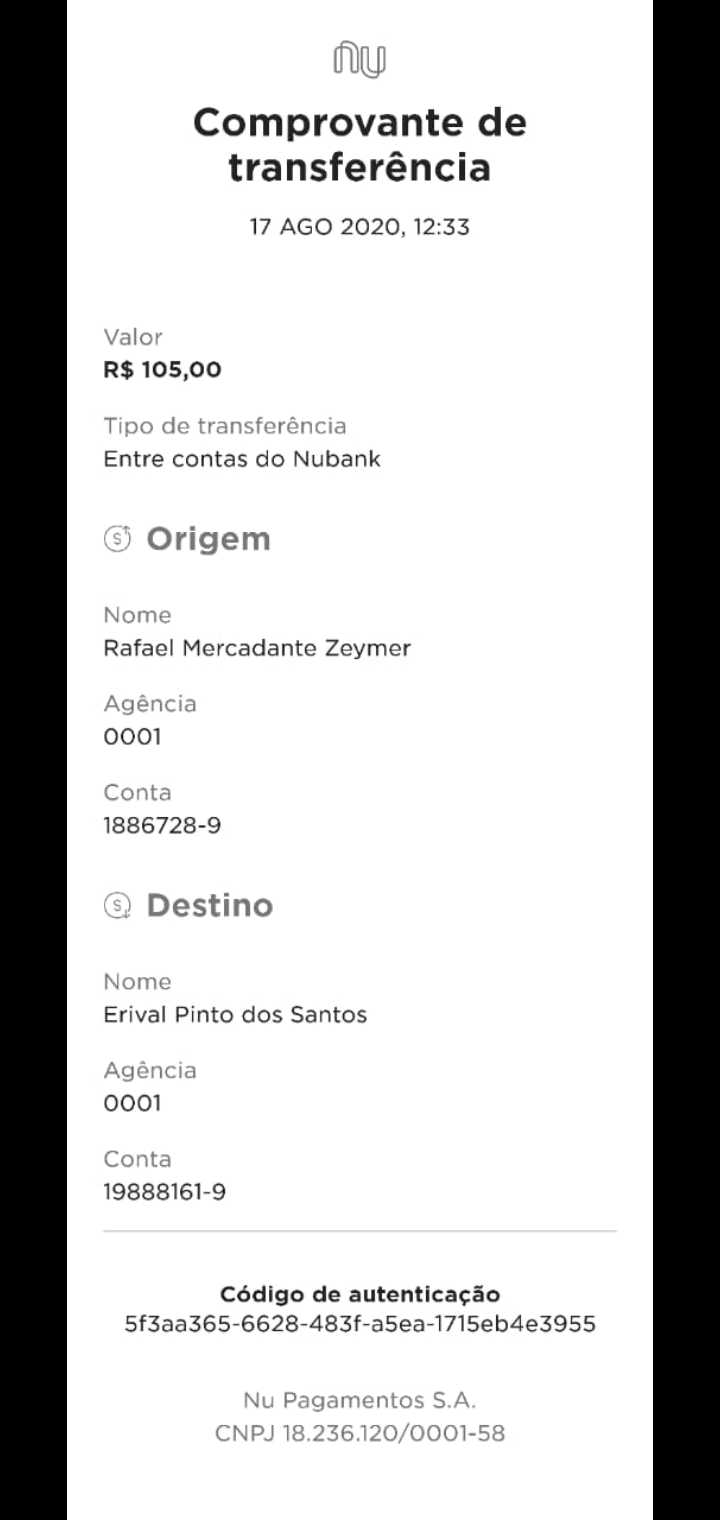 nu
Comprovante de
transferência
17 AGO 2020, 12:33
Valor
R$ 105,00
Tipo de transferência
Entre contas do Nubank
Origem
Nome
Rafael Mercadante Zeymer
Agência
0001
Conta
1886728-9
Destino
Nome
Erival Pinto dos Santos
Agência
0001
Conta
19888161-9
Código de autenticação
5f3aa365-6628-483f-a5ea-1715eb4e3955
Nu Pagamentos S.A.
CNPJ 18.236.120/0001-58